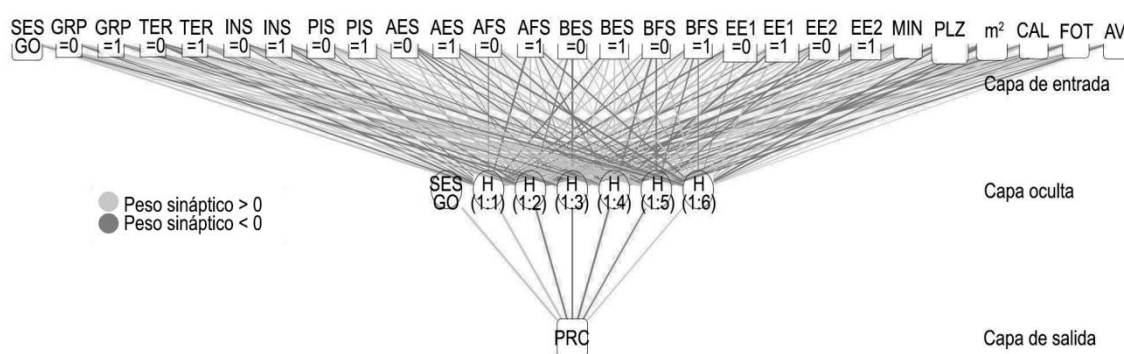 SES GRP GRP TER TER INS INS PIS PIS AES AES AFS AFS BES BES BFS BFS EE1 EE1 EE2 EE2 MIN PLZ m² CAL FOT AV
GO =0 =1 =0 =1 =0 =1 =0 =1 =0 =1 =0 =1 =0 =1 =0 =1 =0 =1 =0 =1
Capa de entrada
SES H H H H H H
GO (1:1) (1:2) (1:3) (1:4) (1:5) (1:6)
Capa oculta
Peso sináptico > 0
Peso sináptico < 0
PRC
Capa de salida